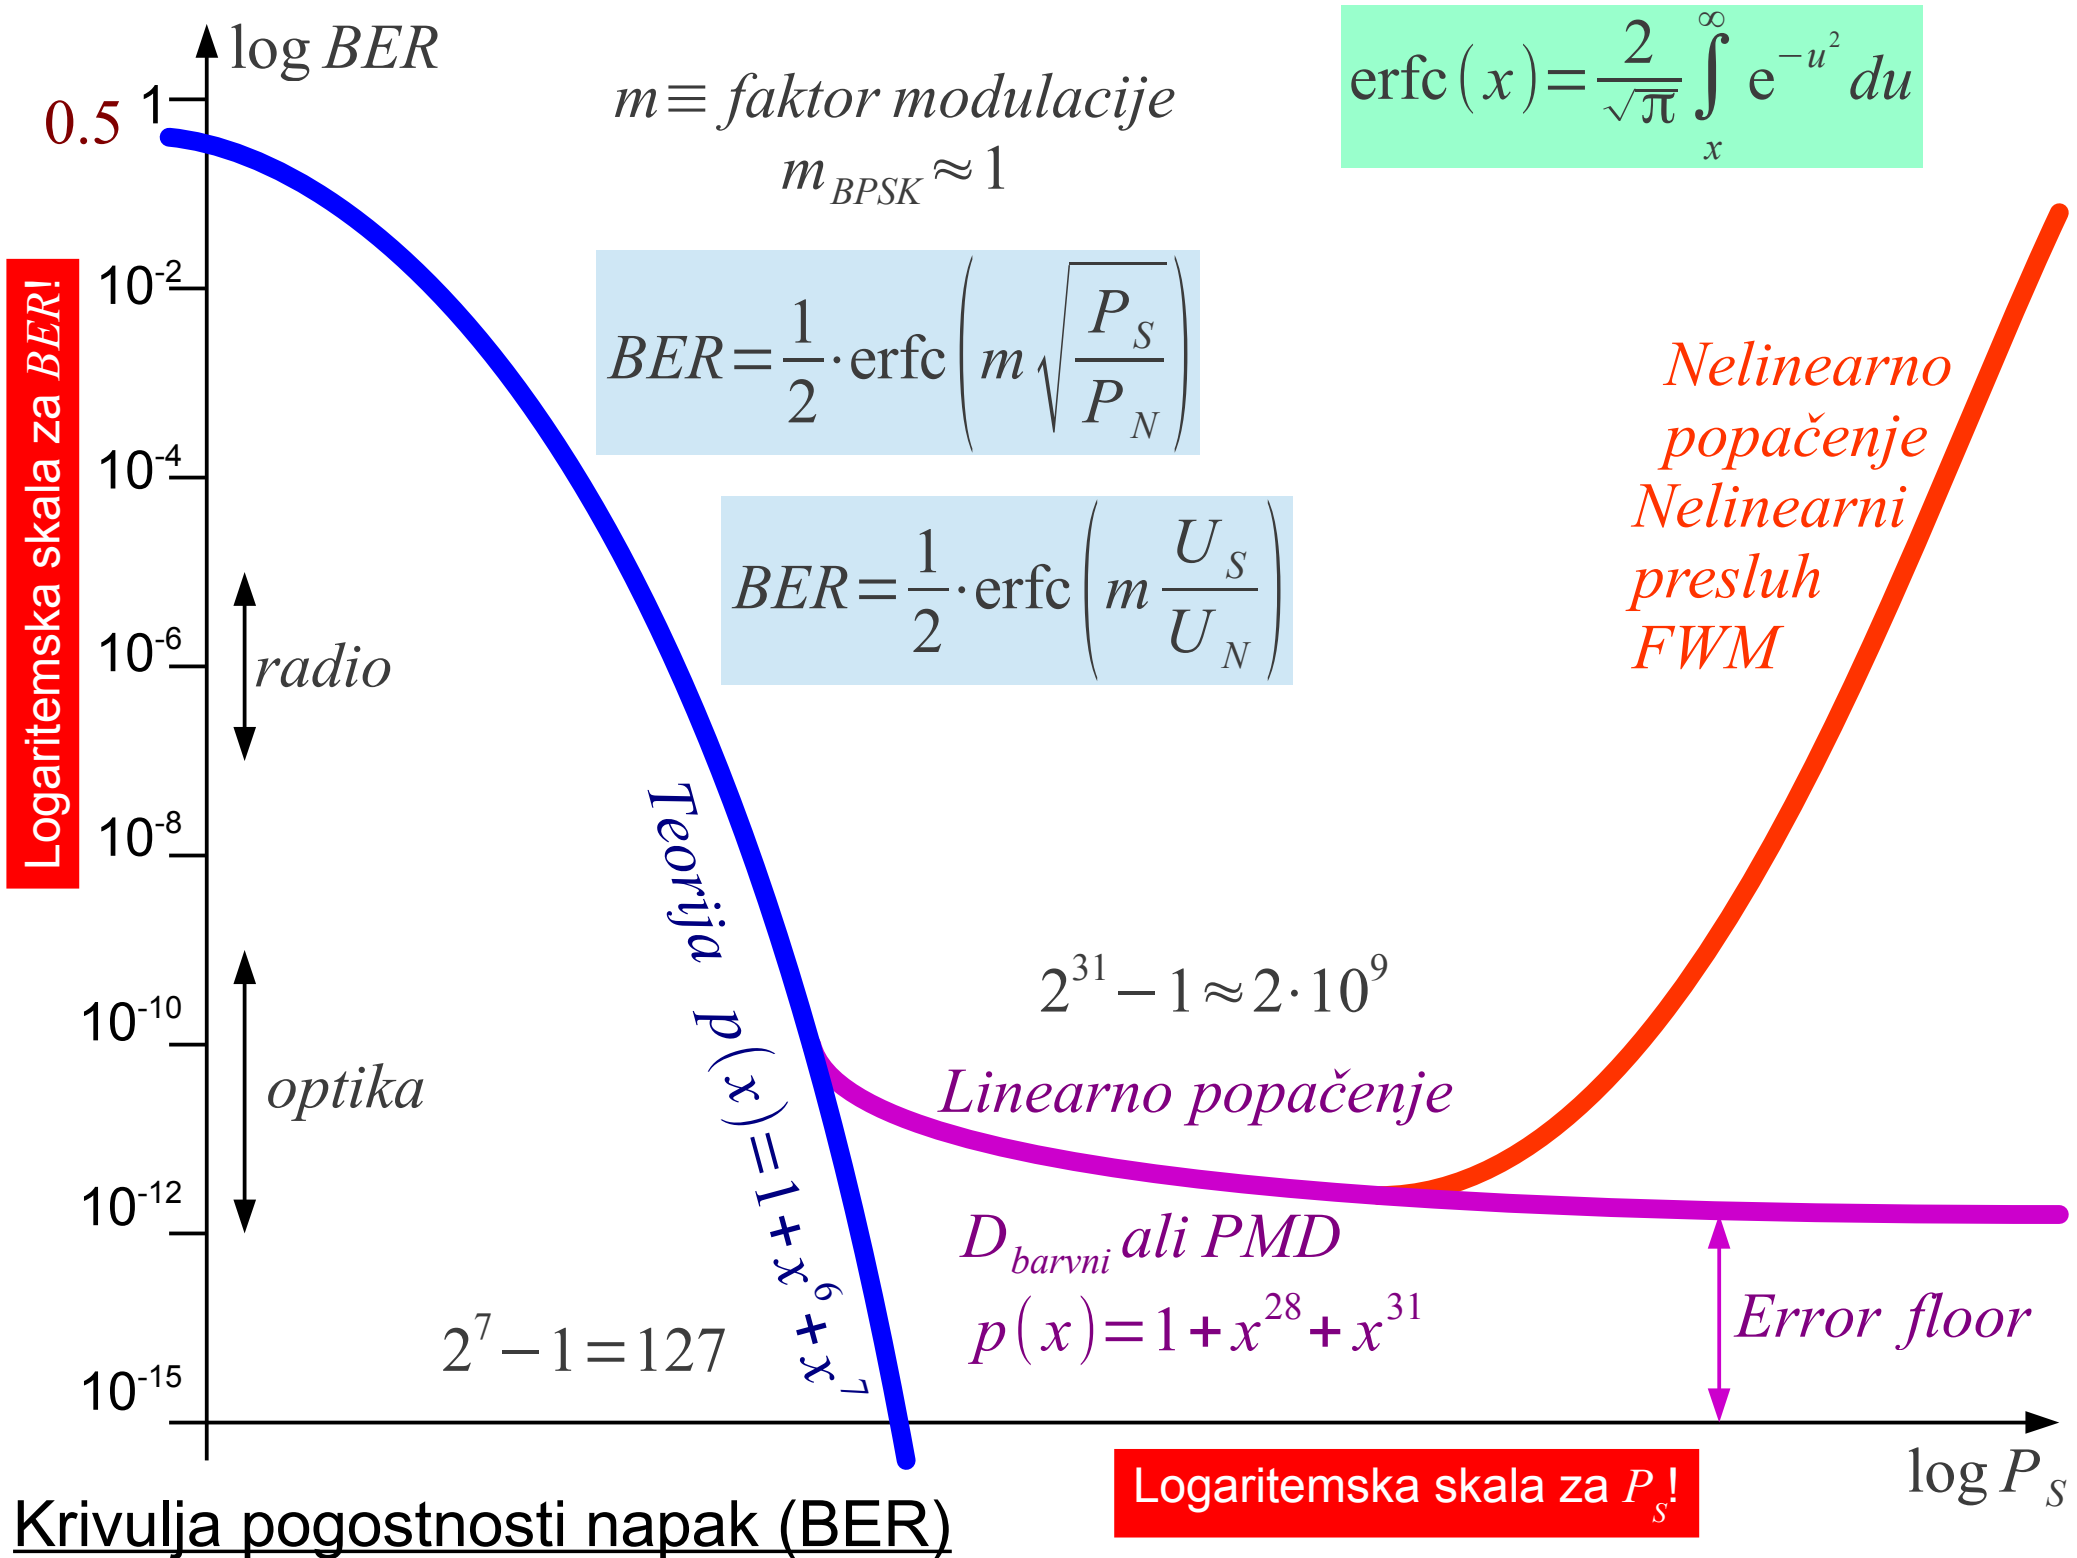 log BER
0.5
1
m ≡ faktor modulacije
m_BPSK ≈ 1
erfc(x) = 2/√π ∫_x^∞ e^{-u^2} du
Logaritemska skala za BER!
10^-2
10^-4
10^-6
10^-8
10^-10
10^-12
10^-15
BER = 1/2 · erfc(m √(P_S/P_N))
BER = 1/2 · erfc(m U_S/U_N)
Nelinearno
popačenje
Nelinearni
presluh
FWM
radio
optika
Teorija p(x) = 1 + x^6 + x^7
2^7 − 1 = 127
2^31 − 1 ≈ 2·10^9
Linearno popačenje
D_barvni ali PMD
p(x) = 1 + x^28 + x^31
Error floor
log P_S
Logaritemska skala za P_S!
Krivulja pogostnosti napak (BER)